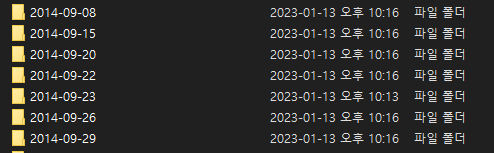 2014-09-08 2023-01-13 오후 10:16 파일 폴더
2014-09-15 2023-01-13 오후 10:16 파일 폴더
2014-09-20 2023-01-13 오후 10:16 파일 폴더
2014-09-22 2023-01-13 오후 10:16 파일 폴더
2014-09-23 2023-01-13 오후 10:13 파일 폴더
2014-09-26 2023-01-13 오후 10:16 파일 폴더
2014-09-29 2023-01-13 오후 10:16 파일 폴더